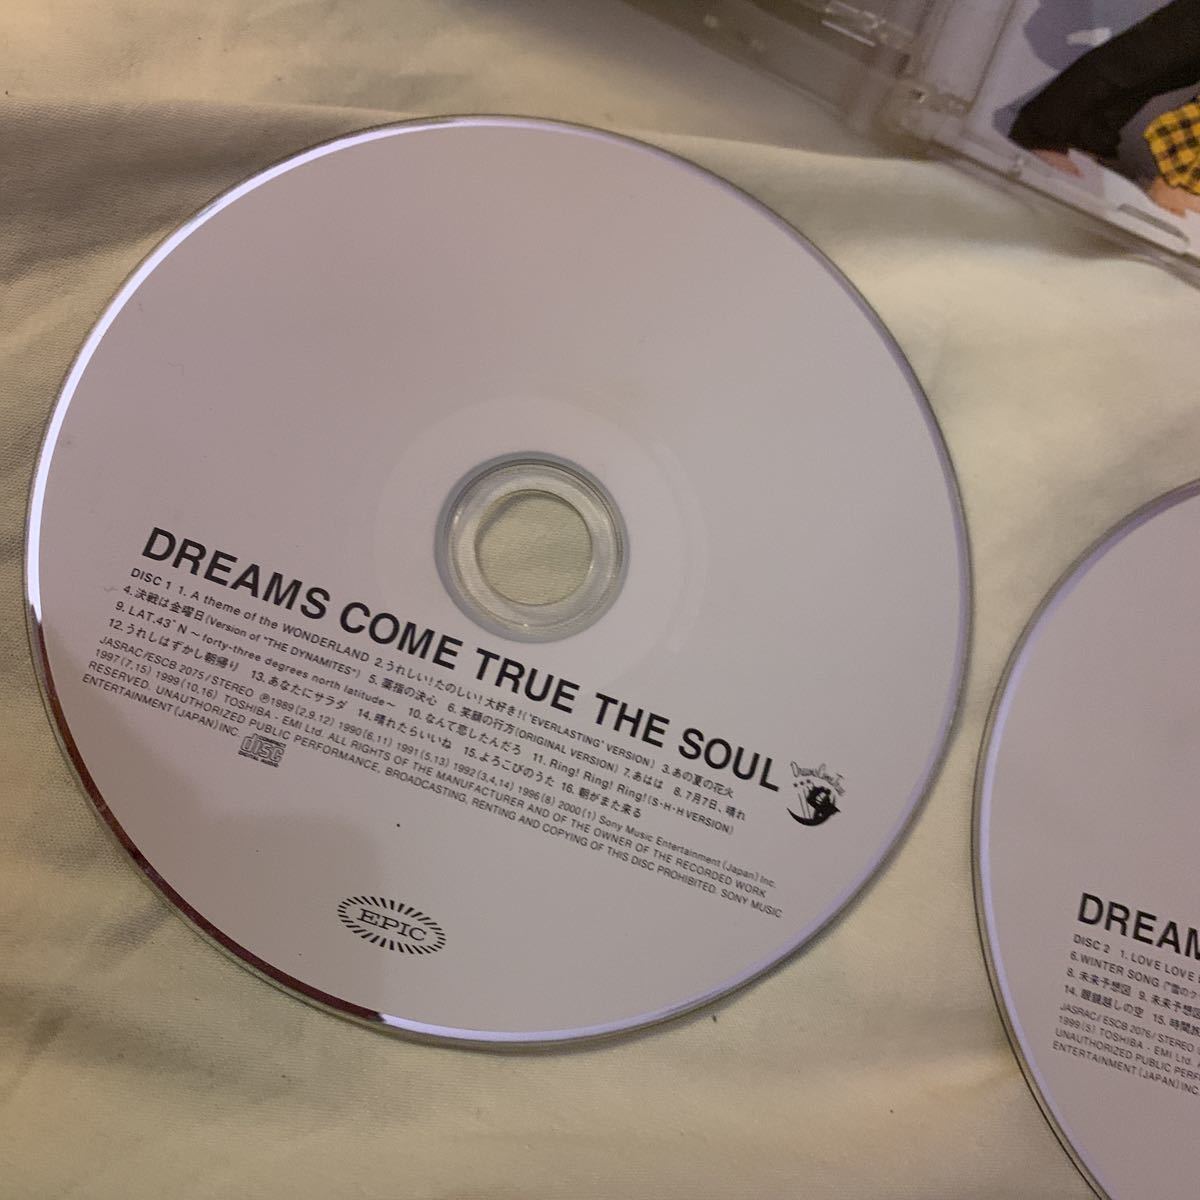 DREAMS COME TRUE THE SOUL
DISC 1 1. A theme of the WONDERLAND 2.うれしい!たのしい!大好き!('EVERLASTING' VERSION) 3.あの夏の花火
4.決戦は金曜日(Version of "THE DYNAMITES") 5.薬指の決心 6.笑顔の行方(ORIGINAL VERSION) 7.あはは 8.7月7日、晴れ
9.LAT.43°N ～forty-three degrees north latitude～ 10.なんて恋したんだろ 11.Ring! Ring! Ring!(S・H・H VERSION)
12.うれしはずかし朝帰り 13.あなたにサラダ 14.晴れたらいいね 15.よろこびのうた 16.朝がまた来る
JASRAC/ESCB 2075/STEREO ℗1989(2,9,12) 1990(6,11) 1991(5,13) 1992(3,4,14) 1996(8) 2000(1) Sony Music Entertainment (Japan) Inc.
1997(7,15) 1999(10,16) TOSHIBA - EMI Ltd. ALL RIGHTS OF THE MANUFACTURER AND OF THE OWNER OF THE RECORDED WORK
RESERVED. UNAUTHORIZED PUBLIC PERFORMANCE, BROADCASTING, RENTING AND COPYING OF THIS DISC PROHIBITED. SONY MUSIC
ENTERTAINMENT(JAPAN)INC.
COMPACT
disc
DIGITAL AUDIO
Dreams Come True
EPIC
DREAM
DISC 2 1. LOVE LOVE
6.WINTER SONG ("雪のク
8.未来予想図 9.未来予想図
14.眼鏡越しの空 15.時間旅
JASRAC/ESCB 2076/STEREO
1999(5) TOSHIBA - EMI Ltd.
UNAUTHORIZED PUBLIC PERF
ENTERTAINMENT(JAPAN)INC